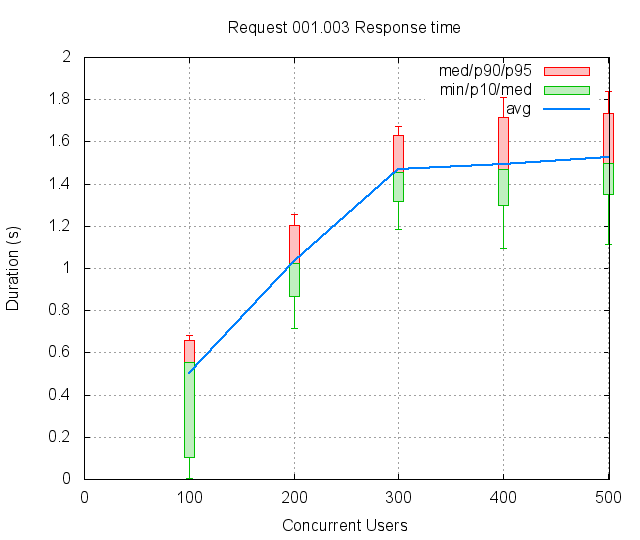 Request 001.003 Response time
med/p90/p95
min/p10/med
avg
2
1.8
1.6
1.4
1.2
1
0.8
0.6
0.4
0.2
0
Duration (s)
0 100 200 300 400 500
Concurrent Users